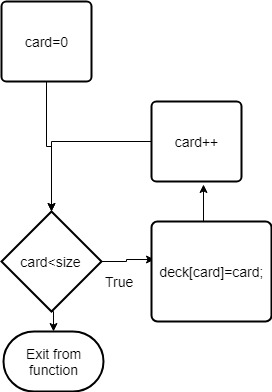 card=0
card++
card<size
True
deck[card]=card;
Exit from
function